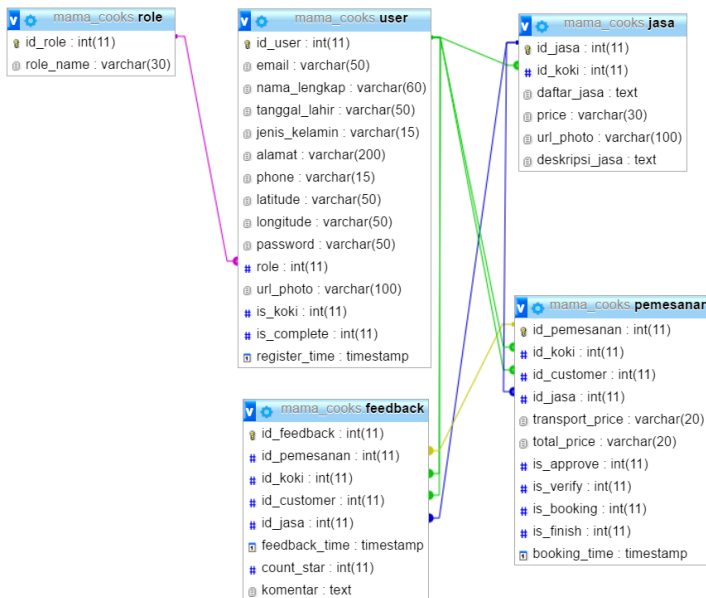 mama_cooks role
id_role : int(11)
role_name : varchar(30)
mama_cooks user
id_user : int(11)
email : varchar(50)
nama_lengkap : varchar(60)
tanggal_lahir : varchar(50)
jenis_kelamin : varchar(15)
alamat : varchar(200)
phone : varchar(15)
latitude : varchar(50)
longitude : varchar(50)
password : varchar(50)
role : int(11)
url_photo : varchar(100)
is_koki : int(11)
is_complete : int(11)
register_time : timestamp
mama_cooks jasa
id_jasa : int(11)
id_koki : int(11)
daftar_jasa : text
price : varchar(30)
url_photo : varchar(100)
deskripsi_jasa : text
mama_cooks feedback
id_feedback : int(11)
id_pemesanan : int(11)
id_koki : int(11)
id_customer : int(11)
id_jasa : int(11)
feedback_time : timestamp
count_star : int(11)
komentar : text
mama_cooks pemesanan
id_pemesanan : int(11)
id_koki : int(11)
id_customer : int(11)
id_jasa : int(11)
transport_price : varchar(20)
total_price : varchar(20)
is_approve : int(11)
is_verify : int(11)
is_booking : int(11)
is_finish : int(11)
booking_time : timestamp